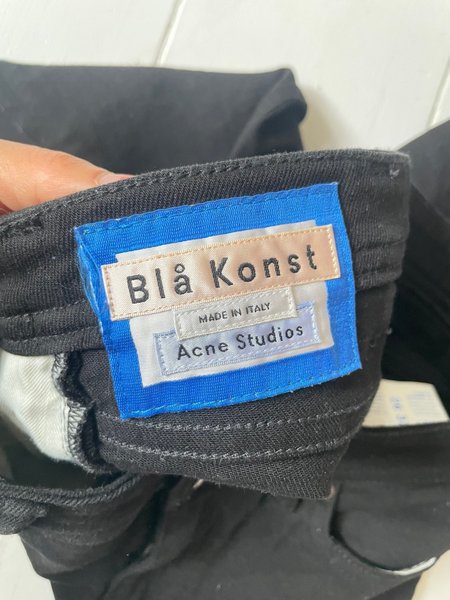 Blå Konst
MADE IN ITALY
Acne Studios